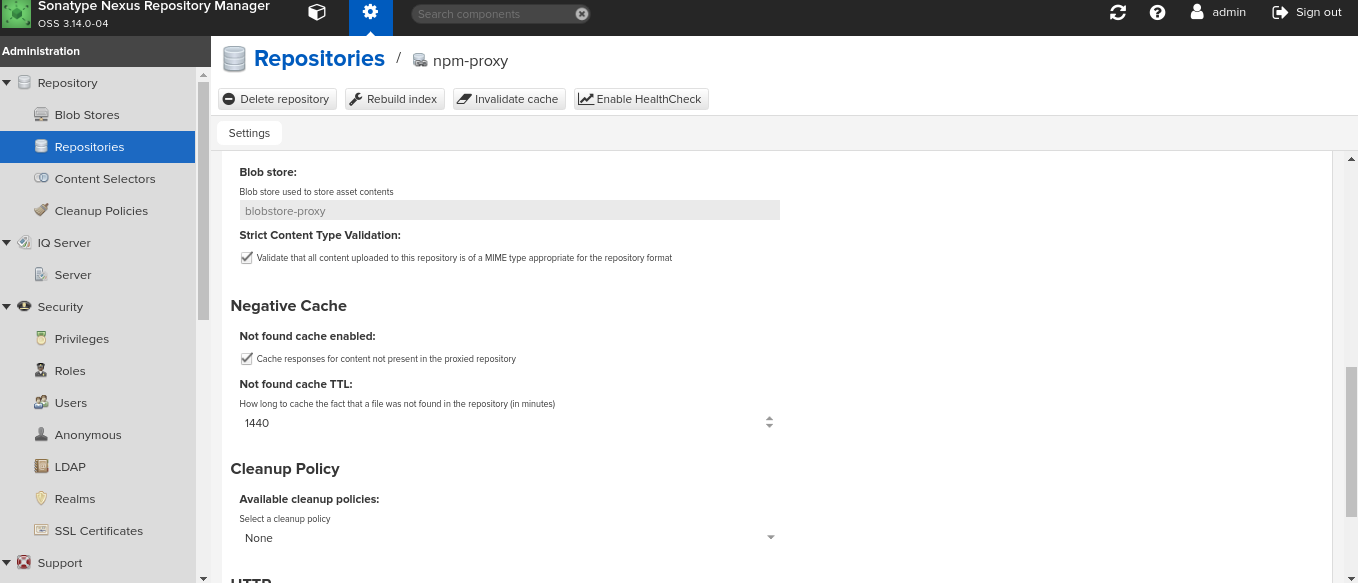 Sonatype Nexus Repository Manager
OSS 3.14.0-04
Search components
admin
Sign out
Administration
Repository
Blob Stores
Repositories
Content Selectors
Cleanup Policies
IQ Server
Server
Security
Privileges
Roles
Users
Anonymous
LDAP
Realms
SSL Certificates
Support
Repositories / npm-proxy
Delete repository
Rebuild index
Invalidate cache
Enable HealthCheck
Settings
Blob store:
Blob store used to store asset contents
blobstore-proxy
Strict Content Type Validation:
Validate that all content uploaded to this repository is of a MIME type appropriate for the repository format
Negative Cache
Not found cache enabled:
Cache responses for content not present in the proxied repository
Not found cache TTL:
How long to cache the fact that a file was not found in the repository (in minutes)
1440
Cleanup Policy
Available cleanup policies:
Select a cleanup policy
None
HTTP